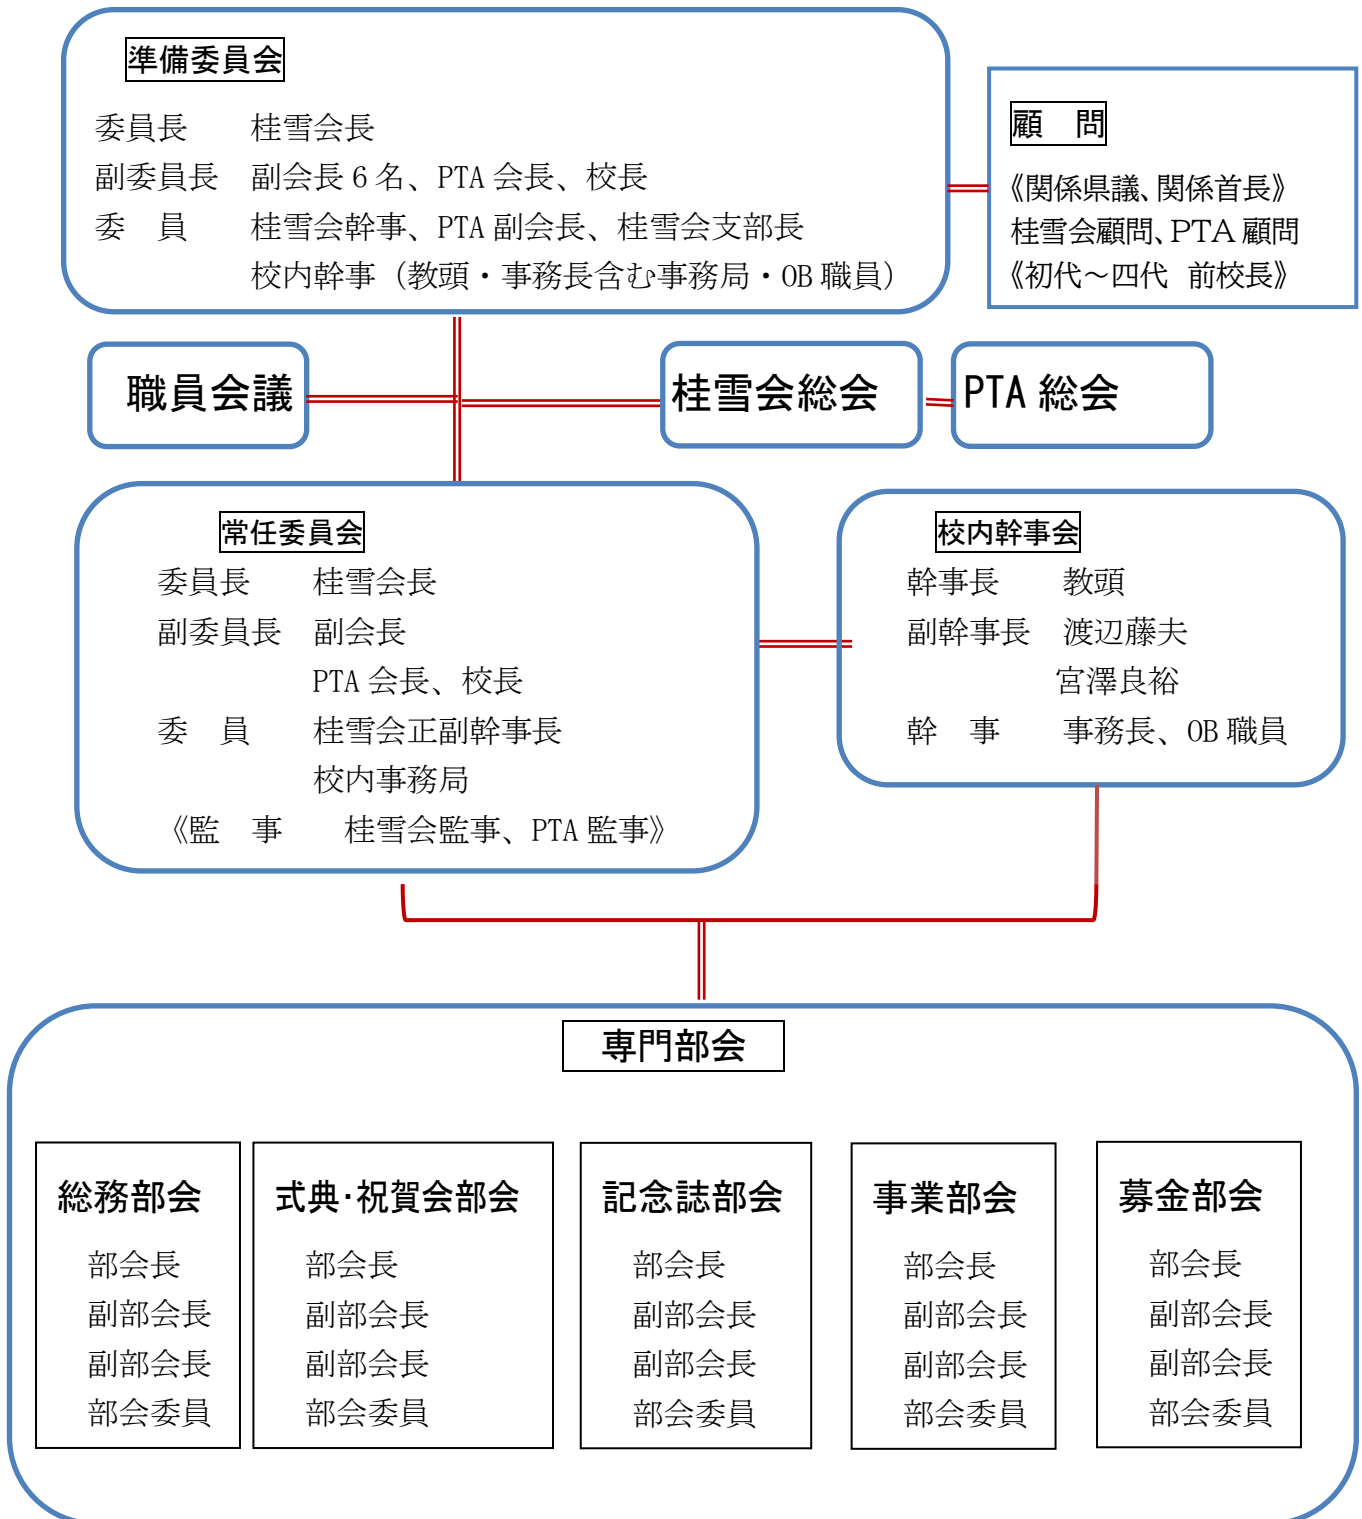 準備委員会
委員長　　桂雪会長
副委員長　副会長６名、PTA会長、校長
委　員　　桂雪会幹事、PTA副会長、桂雪会支部長
校内幹事（教頭・事務長含む事務局・OB職員）
顧　問
《関係県議、関係首長》
桂雪会顧問、PTA顧問
《初代～四代　前校長》
職員会議
桂雪会総会
PTA総会
常任委員会
委員長　　桂雪会長
副委員長　副会長
PTA会長、校長
委　員　　桂雪会正副幹事長
校内事務局
《監　事　　桂雪会監事、PTA監事》
校内幹事会
幹事長　　教頭
副幹事長　渡辺藤夫
宮澤良裕
幹　事　　事務長、OB職員
専門部会
総務部会
部会長
副部会長
副部会長
部会委員
式典・祝賀会部会
部会長
副部会長
副部会長
部会委員
記念誌部会
部会長
副部会長
副部会長
部会委員
事業部会
部会長
副部会長
副部会長
部会委員
募金部会
部会長
副部会長
副部会長
部会委員